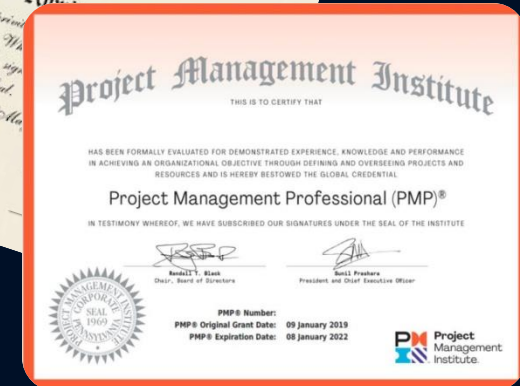 Project Management Institute
THIS IS TO CERTIFY THAT
HAS BEEN FORMALLY EVALUATED FOR DEMONSTRATED EXPERIENCE, KNOWLEDGE AND PERFORMANCE
IN ACHIEVING AN ORGANIZATIONAL OBJECTIVE THROUGH DEFINING AND OVERSEEING PROJECTS AND
RESOURCES AND IS HEREBY BESTOWED THE GLOBAL CREDENTIAL
Project Management Professional (PMP)®
IN TESTIMONY WHEREOF, WE HAVE SUBSCRIBED OUR SIGNATURES UNDER THE SEAL OF THE INSTITUTE
Randall T. Black
Chair, Board of Directors
Sunil Prashara
President and Chief Executive Officer
PROJECT MANAGEMENT INSTITUTE
CORPORATE
SEAL
1969
PENNSYLVANIA
PMP® Number:
PMP® Original Grant Date: 09 January 2019
PMP® Expiration Date: 08 January 2022
Project
Management
Institute.